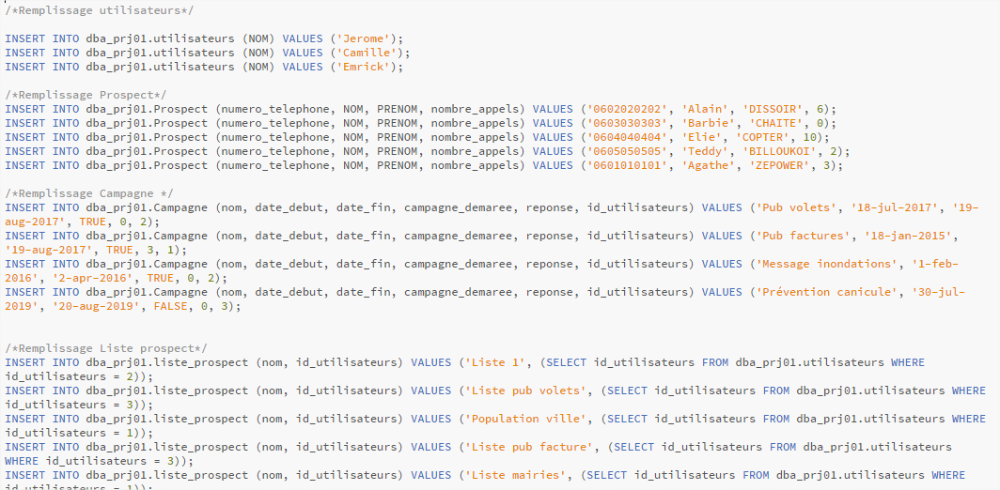 /*Remplissage utilisateurs*/
INSERT INTO dba_prj01.utilisateurs (NOM) VALUES ('Jerome');
INSERT INTO dba_prj01.utilisateurs (NOM) VALUES ('Camille');
INSERT INTO dba_prj01.utilisateurs (NOM) VALUES ('Emrick');
/*Remplissage Prospect*/
INSERT INTO dba_prj01.Prospect (numero_telephone, NOM, PRENOM, nombre_appels) VALUES ('0602020202', 'Alain', 'DISSOIR', 6);
INSERT INTO dba_prj01.Prospect (numero_telephone, NOM, PRENOM, nombre_appels) VALUES ('0603030303', 'Barbie', 'CHAITE', 0);
INSERT INTO dba_prj01.Prospect (numero_telephone, NOM, PRENOM, nombre_appels) VALUES ('0604040404', 'Elie', 'COPTER', 10);
INSERT INTO dba_prj01.Prospect (numero_telephone, NOM, PRENOM, nombre_appels) VALUES ('0605050505', 'Teddy', 'BILLOUKOI', 2);
INSERT INTO dba_prj01.Prospect (numero_telephone, NOM, PRENOM, nombre_appels) VALUES ('0601010101', 'Agathe', 'ZEPOWER', 3);
/*Remplissage Campagne */
INSERT INTO dba_prj01.Campagne (nom, date_debut, date_fin, campagne_demaree, reponse, id_utilisateurs) VALUES ('Pub volets', '18-jul-2017', '19-
aug-2017', TRUE, 0, 2);
INSERT INTO dba_prj01.Campagne (nom, date_debut, date_fin, campagne_demaree, reponse, id_utilisateurs) VALUES ('Pub factures', '18-jan-2015',
'19-aug-2017', TRUE, 3, 1);
INSERT INTO dba_prj01.Campagne (nom, date_debut, date_fin, campagne_demaree, reponse, id_utilisateurs) VALUES ('Message inondations', '1-feb-
2016', '2-apr-2016', TRUE, 0, 2);
INSERT INTO dba_prj01.Campagne (nom, date_debut, date_fin, campagne_demaree, reponse, id_utilisateurs) VALUES ('Prévention canicule', '30-jul-
2019', '20-aug-2019', FALSE, 0, 3);
/*Remplissage Liste prospect*/
INSERT INTO dba_prj01.liste_prospect (nom, id_utilisateurs) VALUES ('Liste 1', (SELECT id_utilisateurs FROM dba_prj01.utilisateurs WHERE
id_utilisateurs = 2));
INSERT INTO dba_prj01.liste_prospect (nom, id_utilisateurs) VALUES ('Liste pub volets', (SELECT id_utilisateurs FROM dba_prj01.utilisateurs WHERE
id_utilisateurs = 3));
INSERT INTO dba_prj01.liste_prospect (nom, id_utilisateurs) VALUES ('Population ville', (SELECT id_utilisateurs FROM dba_prj01.utilisateurs WHERE
id_utilisateurs = 1));
INSERT INTO dba_prj01.liste_prospect (nom, id_utilisateurs) VALUES ('Liste pub facture', (SELECT id_utilisateurs FROM dba_prj01.utilisateurs
WHERE id_utilisateurs = 3));
INSERT INTO dba_prj01.liste_prospect (nom, id_utilisateurs) VALUES ('Liste mairies', (SELECT id_utilisateurs FROM dba_prj01.utilisateurs WHERE
id_utilisateurs = 1));